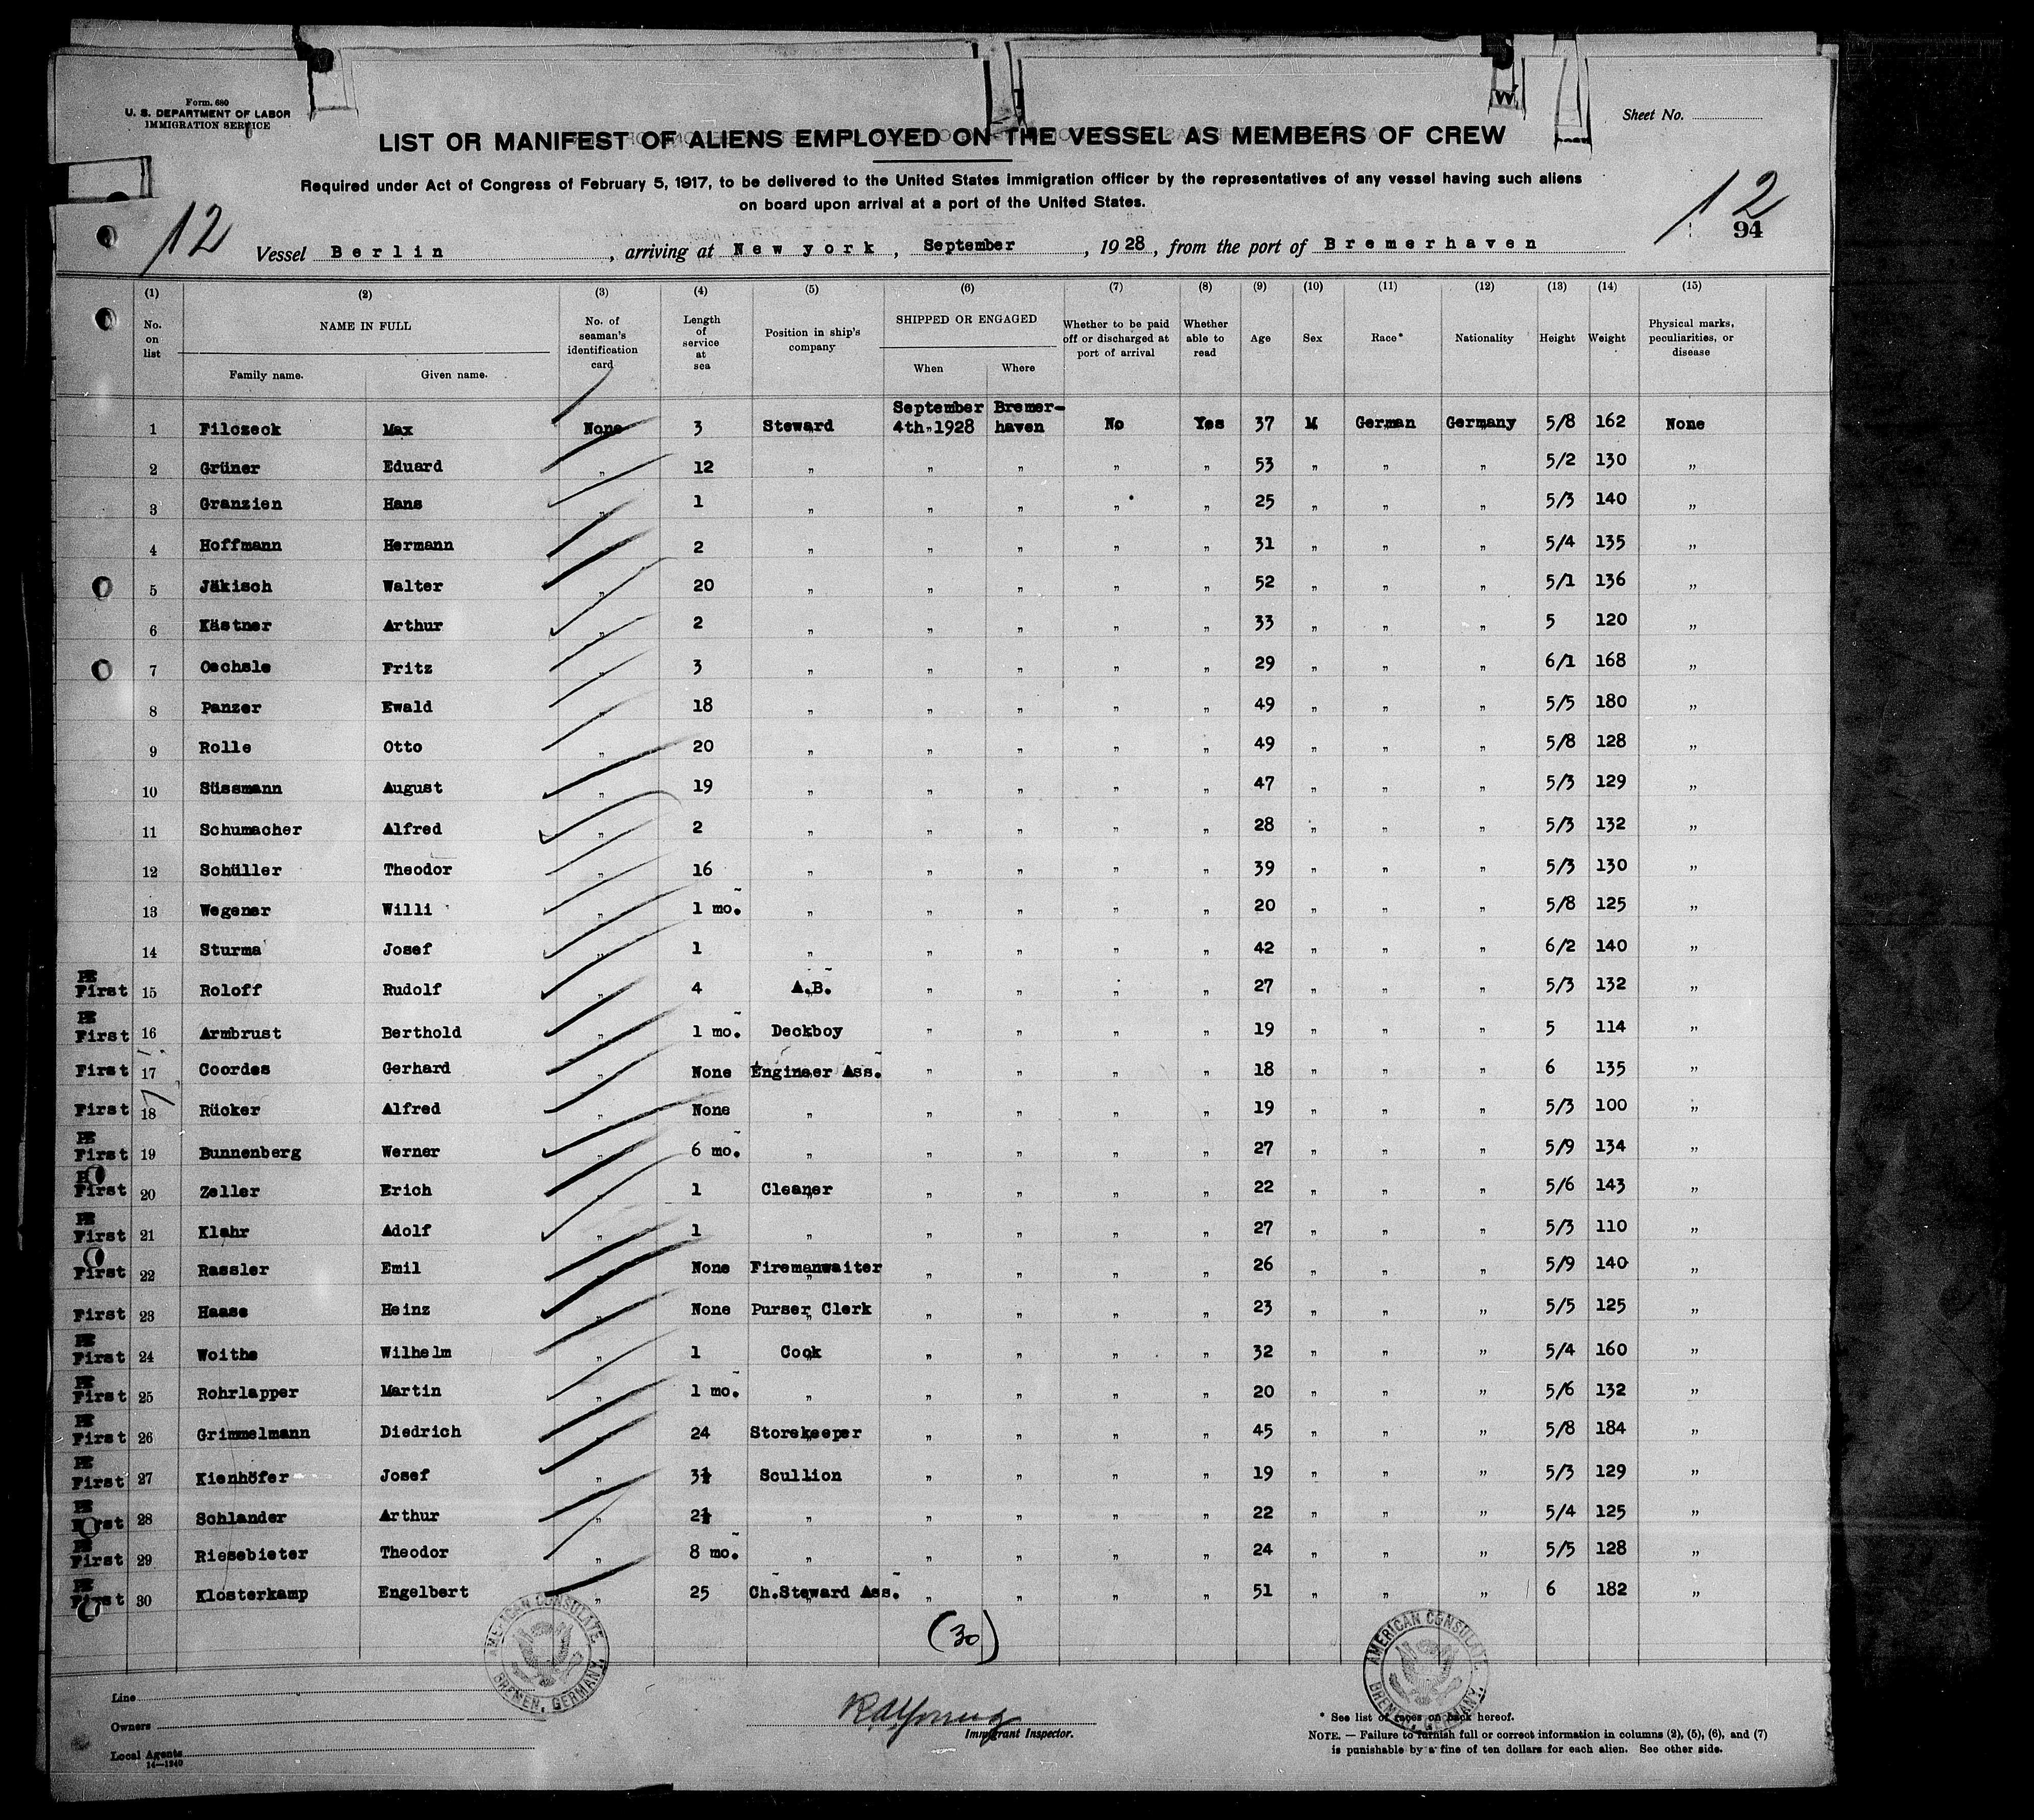 Form. 680
U. S. DEPARTMENT OF LABOR
IMMIGRATION SERVICE
Sheet No.
LIST OR MANIFEST OF ALIENS EMPLOYED ON THE VESSEL AS MEMBERS OF CREW
Required under Act of Congress of February 5, 1917, to be delivered to the United States immigration officer by the representatives of any vessel having such aliens
on board upon arrival at a port of the United States.
12
12
94
Vessel Berlin , arriving at New york , September , 1928, from the port of Bremerhaven
(1) (2) (3) (4) (5) (6) (7) (8) (9) (10) (11) (12) (13) (14) (15)
No. on list NAME IN FULL Family name. Given name. No. of seaman's identification card Length of service at sea Position in ship's company SHIPPED OR ENGAGED When Where Whether to be paid off or discharged at port of arrival Whether able to read Age Sex Race* Nationality Height Weight Physical marks, peculiarities, or disease
1 Filczeck Max None 3 Steward September 4th.1928 Bremer-haven No Yes 37 M German Germany 5/8 162 None
2 Grüner Eduard " 12 " " " " " 53 " " " 5/2 130 "
3 Granzien Hans " 1 " " " " " 25 " " " 5/3 140 "
4 Hoffmann Hermann " 2 " " " " " 31 " " " 5/4 135 "
5 Jäkisch Walter " 20 " " " " " 52 " " " 5/1 136 "
6 Kästner Arthur " 2 " " " " " 33 " " " 5 120 "
7 Oechsle Fritz " 3 " " " " " 29 " " " 6/1 168 "
8 Panzer Ewald " 18 " " " " " 49 " " " 5/5 180 "
9 Rolle Otto " 20 " " " " " 49 " " " 5/8 128 "
10 Süssmann August " 19 " " " " " 47 " " " 5/3 129 "
11 Schumacher Alfred " 2 " " " " " 28 " " " 5/3 132 "
12 Schüller Theodor " 16 " " " " " 39 " " " 5/3 130 "
13 Wegener Willi " 1 mo. " " " " " 20 " " " 5/8 125 "
14 Sturma Josef " 1 " " " " " 42 " " " 6/2 140 "
First 15 Roloff Rudolf " 4 A.B. " " " " 27 " " " 5/3 132 "
First 16 Armbrust Berthold " 1 mo. Deckboy " " " " 19 " " " 5 114 "
First 17 Coordes Gerhard " None Engineer Ass. " " " " 18 " " " 6 135 "
First 18 Rücker Alfred " None " " " " " 19 " " " 5/3 100 "
First 19 Bunnenberg Werner " 6 mo. " " " " " 27 " " " 5/9 134 "
First 20 Zeller Erich " 1 Cleaner " " " " 22 " " " 5/6 143 "
First 21 Klahr Adolf " 1 " " " " " 27 " " " 5/3 110 "
First 22 Rassler Emil " None Firemanwaiter " " " " 26 " " " 5/9 140 "
First 23 Haase Heinz " None Purser Clerk " " " " 23 " " " 5/5 125 "
First 24 Woithe Wilhelm " 1 Cook " " " " 32 " " " 5/4 160 "
First 25 Rohrlapper Martin " 1 mo. " " " " " 20 " " " 5/6 132 "
First 26 Grimmelmann Diedrich " 24 Storekeeper " " " " 45 " " " 5/8 184 "
First 27 Kienhöfer Josef " 3½ Scullion " " " " 19 " " " 5/3 129 "
First 28 Schlander Arthur " 2½ " " " " " 22 " " " 5/4 125 "
First 29 Riesebieter Theodor " 8 mo. " " " " " 24 " " " 5/5 128 "
First 30 Klosterkamp Engelbert " 25 Ch.Steward Ass. " " " " 51 " " " 6 182 "
(30)
AMERICAN CONSULATE, BREMEN, GERMANY.
AMERICAN CONSULATE, BREMEN, GERMANY.
Line
Owners
Local Agents
14—1240
Immigrant Inspector.
* See list of races on back hereof.
NOTE. — Failure to furnish full or correct information in columns (2), (5), (6), and (7)
is punishable by a fine of ten dollars for each alien. See other side.